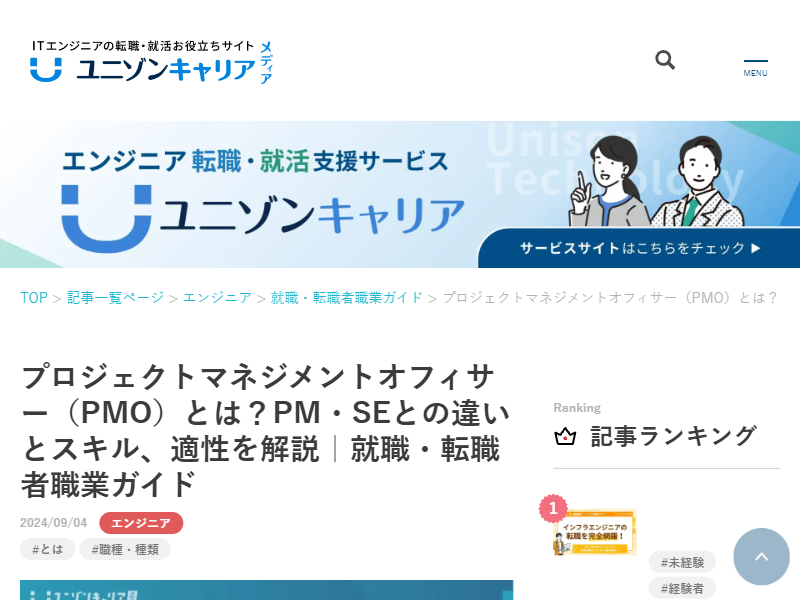 ITエンジニアの転職・就活お役立ちサイト
ユニゾンキャリア
メディア
MENU
Unison
Technology
エンジニア転職・就活支援サービス
ユニゾンキャリア
サービスサイトはこちらをチェック ▶
TOP > 記事一覧ページ > エンジニア > 就職・転職者職業ガイド > プロジェクトマネジメントオフィサー（PMO）とは？
プロジェクトマネジメントオフィサ
ー（PMO）とは？PM・SEとの違い
とスキル、適性を解説｜就職・転職
者職業ガイド
2024/09/04 エンジニア
#とは #職種・種類
Ranking
記事ランキング
1
インフラエンジニアの
転職を完全網羅！
#未経験
#経験者